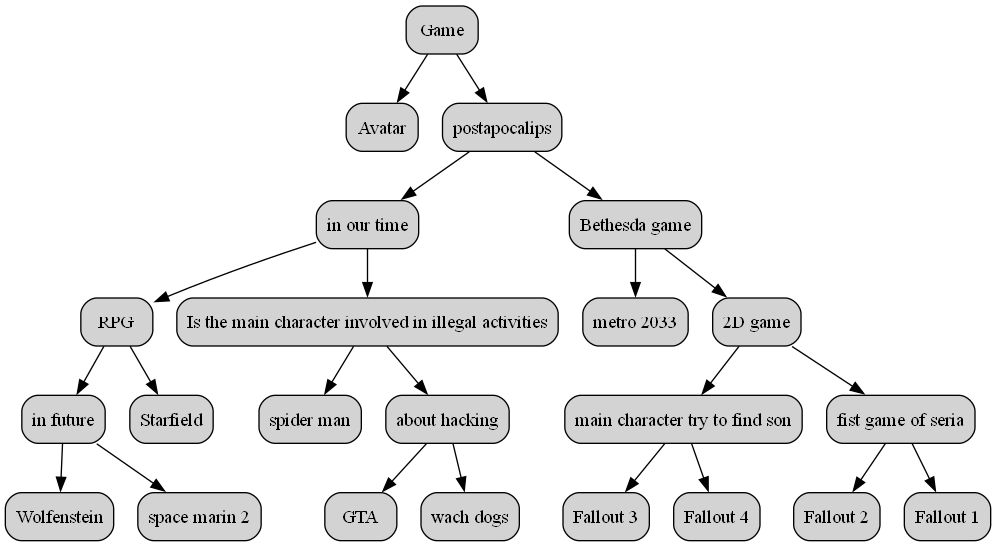 Game
Avatar
postapocalips
in our time
Bethesda game
RPG
Is the main character involved in illegal activities
metro 2033
2D game
in future
Starfield
spider man
about hacking
main character try to find son
fist game of seria
Wolfenstein
space marin 2
GTA
wach dogs
Fallout 3
Fallout 4
Fallout 2
Fallout 1